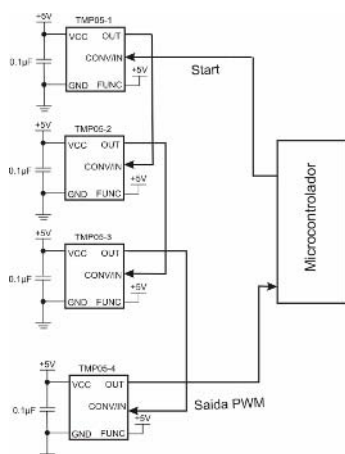 +5V
TMP05-1
VCC OUT
0.1µF
CONV/IN
+5V
GND FUNC
Start
+5V
TMP05-2
VCC OUT
0.1µF
CONV/IN
+5V
GND FUNC
Microcontrolador
+5V
TMP05-3
VCC OUT
0.1µF
CONV/IN
+5V
GND FUNC
+5V
TMP05-4
VCC OUT
0.1µF
CONV/IN
Saida PWM
+5V
GND FUNC